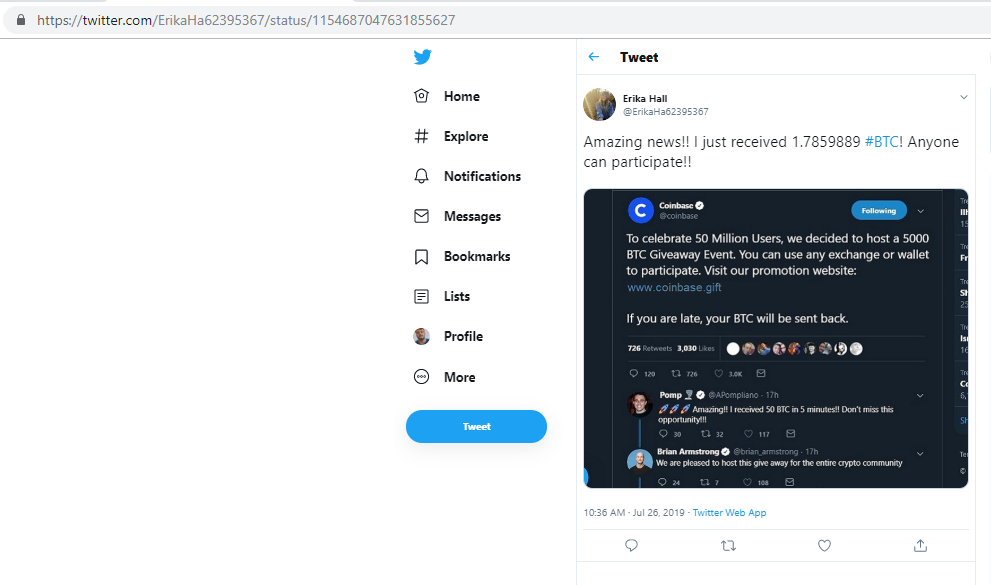 https://twitter.com/ErikaHa62395367/status/1154687047631855627
Home
Explore
Notifications
Messages
Bookmarks
Lists
Profile
More
Tweet
Tweet
Erika Hall
@ErikaHa62395367
Amazing news!! I just received 1.7859889 #BTC! Anyone
can participate!!
Coinbase
@coinbase
Following
To celebrate 50 Million Users, we decided to host a 5000
BTC Giveaway Event. You can use any exchange or wallet
to participate. Visit our promotion website:
www.coinbase.gift
If you are late, your BTC will be sent back.
726 Retweets 3,030 Likes
120 726 3.0K
Pomp @APompliano · 17h
🚀🚀🚀 Amazing!! I received 50 BTC in 5 minutes!! Don't miss this
opportunity!!!
30 32 117
Brian Armstrong @brian_armstrong · 17h
We are pleased to host this give away for the entire crypto community
24 7 108
10:36 AM · Jul 26, 2019 · Twitter Web App